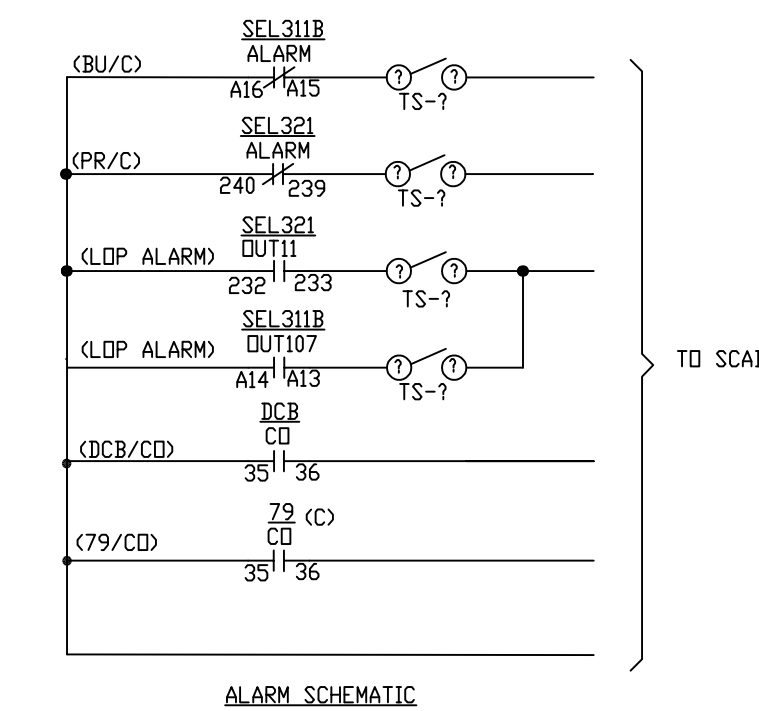 SEL311B
(BU/C) ALARM
A16 A15
? ?
TS-?
SEL321
(PR/C) ALARM
240 239
? ?
TS-?
SEL321
(LOP ALARM) OUT11
232 233
? ?
TS-?
SEL311B
(LOP ALARM) OUT107
A14 A13
? ?
TS-?
TO
DCB
(DCB/CO) CO
35 36
79 (C)
(79/CO) CO
35 36
ALARM SCHEMATIC